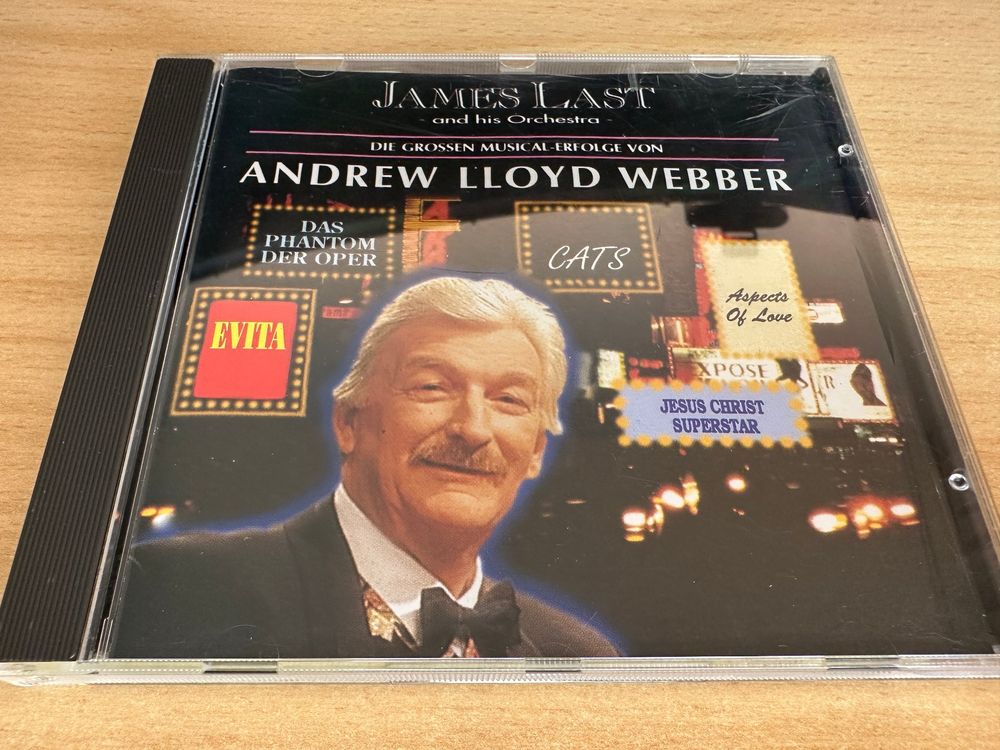 JAMES LAST
- and his Orchestra -
DIE GROSSEN MUSICAL-ERFOLGE VON
ANDREW LLOYD WEBBER
DAS
PHANTOM
DER OPER
CATS
Aspects
Of Love
EVITA
XPOSE
R
JESUS CHRIST
SUPERSTAR